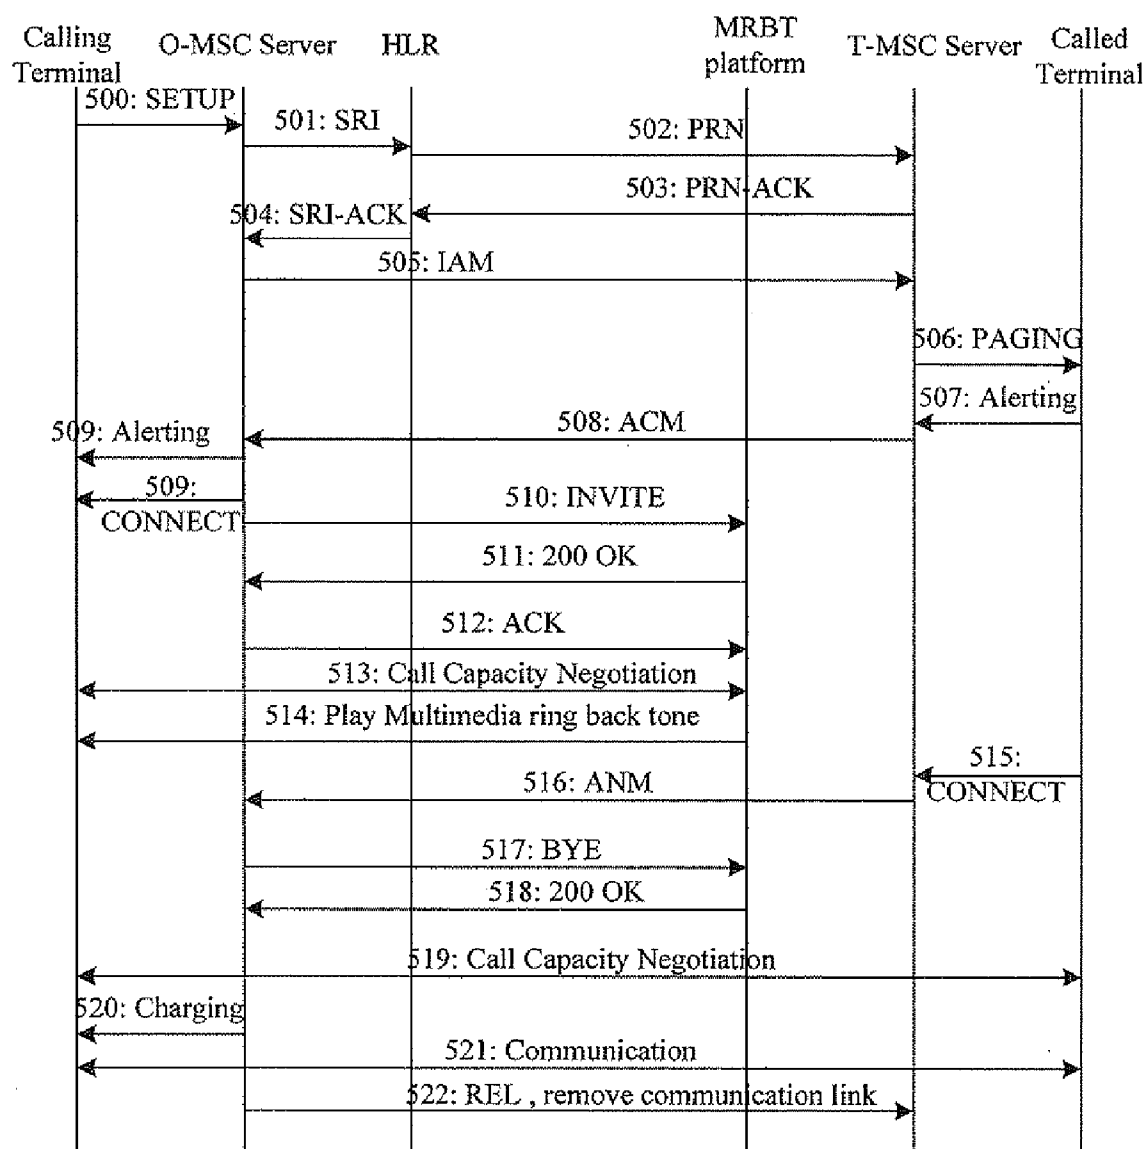 Calling
Terminal
O-MSC Server
HLR
MRBT
platform
T-MSC Server
Called
Terminal
500: SETUP
501: SRI
502: PRN
503: PRN-ACK
504: SRI-ACK
505: IAM
506: PAGING
507: Alerting
508: ACM
509: Alerting
509:
CONNECT
510: INVITE
511: 200 OK
512: ACK
513: Call Capacity Negotiation
514: Play Multimedia ring back tone
515:
CONNECT
516: ANM
517: BYE
518: 200 OK
519: Call Capacity Negotiation
520: Charging
521: Communication
522: REL , remove communication link